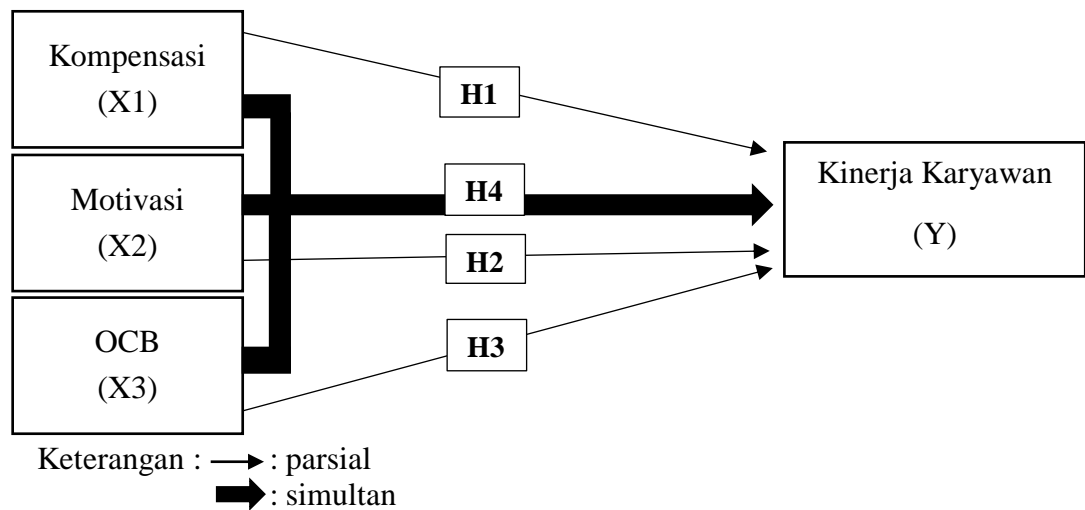 Kompensasi
(X1)
H1
Motivasi
(X2)
H4
H2
OCB
(X3)
H3
Kinerja Karyawan
(Y)
Keterangan : : parsial
: simultan